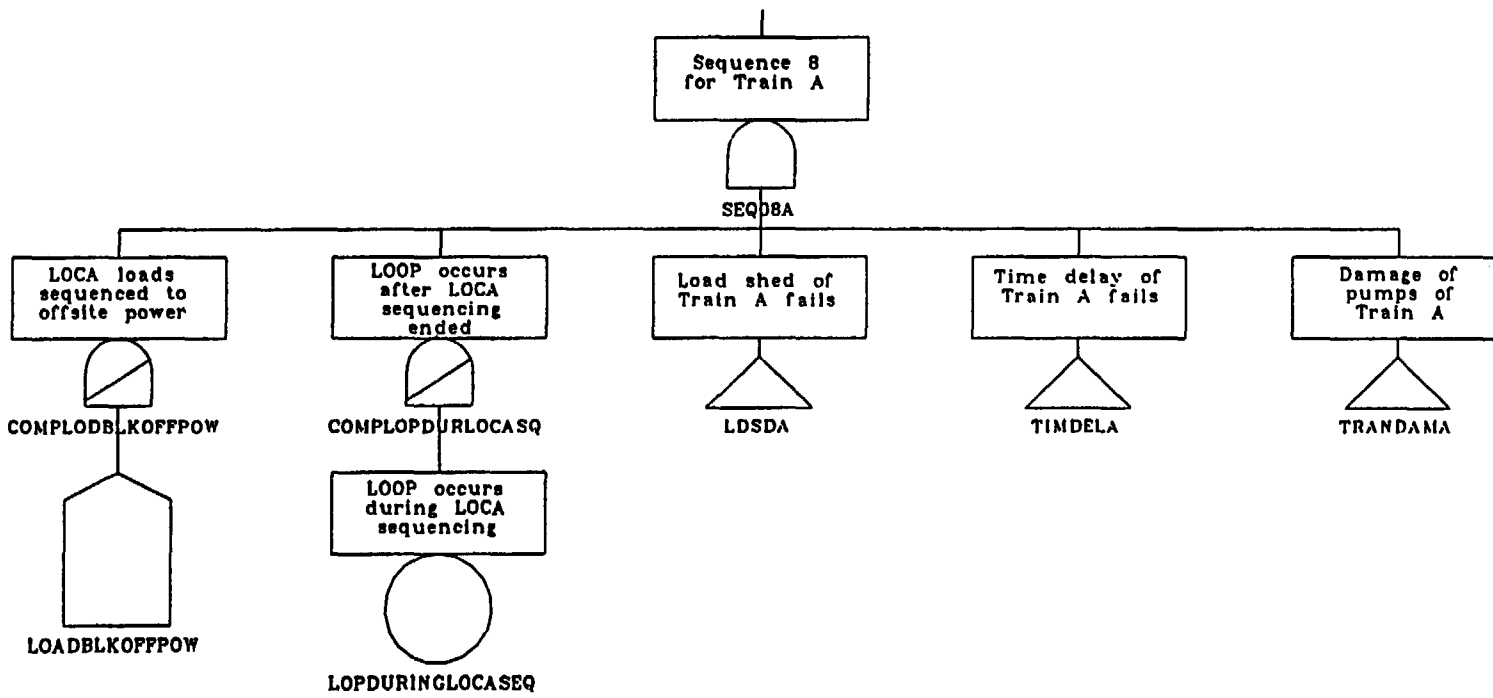 Sequence 8
for Train A
SEQ08A
LOCA loads
sequenced to
offsite power
LOOP occurs
after LOCA
sequencing
ended
Load shed of
Train A fails
Time delay of
Train A fails
Damage of
pumps of
Train A
COMPLODBLKOFFPOW
COMPLOPDURLOCASQ
LDSDA
TIMDELA
TRANDAMA
LOOP occurs
during LOCA
sequencing
LOADBLKOFFPOW
LOPDURINGLOCASEQ